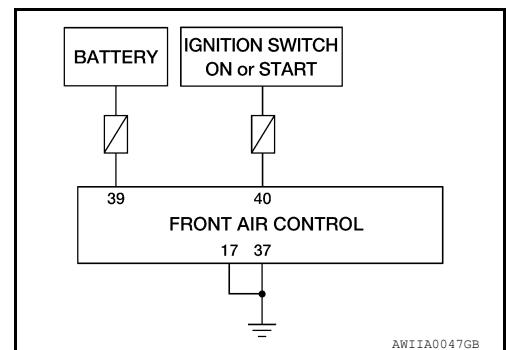 BATTERY
IGNITION SWITCH
ON or START
39 40
FRONT AIR CONTROL
17 37
AWIIA0047GB